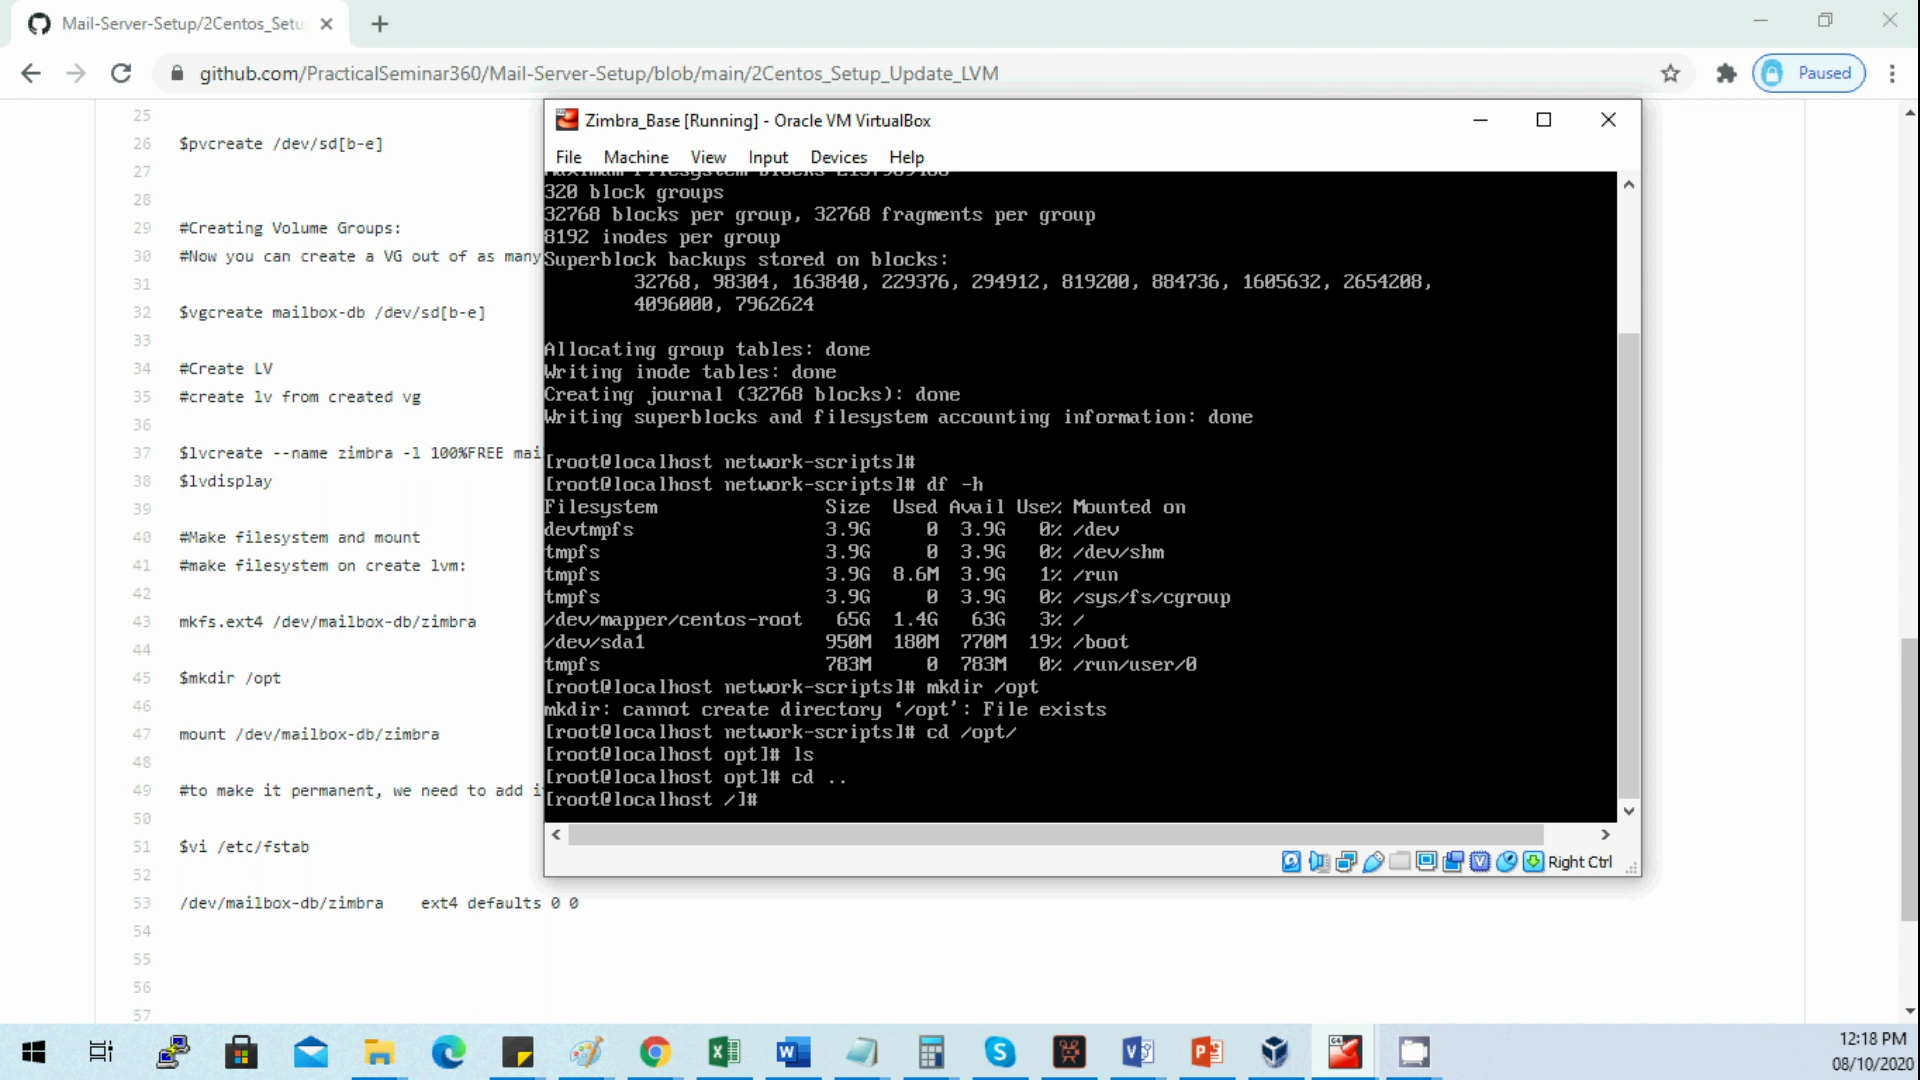 Mail-Server-Setup/2Centos_Setu
github.com/PracticalSeminar360/Mail-Server-Setup/blob/main/2Centos_Setup_Update_LVM
Paused
25
26 $pvcreate /dev/sd[b-e]
27
28
29 #Creating Volume Groups:
30 #Now you can create a VG out of as many
31
32 $vgcreate mailbox-db /dev/sd[b-e]
33
34 #Create LV
35 #create lv from created vg
36
37 $lvcreate --name zimbra -l 100%FREE mai
38 $lvdisplay
39
40 #Make filesystem and mount
41 #make filesystem on create lvm:
42
43 mkfs.ext4 /dev/mailbox-db/zimbra
44
45 $mkdir /opt
46
47 mount /dev/mailbox-db/zimbra
48
49 #to make it permanent, we need to add i
50
51 $vi /etc/fstab
52
53 /dev/mailbox-db/zimbra    ext4 defaults 0 0
54
55
56
57
Zimbra_Base [Running] - Oracle VM VirtualBox
File Machine View Input Devices Help
320 block groups
32768 blocks per group, 32768 fragments per group
8192 inodes per group
Superblock backups stored on blocks:
32768, 98304, 163840, 229376, 294912, 819200, 884736, 1605632, 2654208,
4096000, 7962624
Allocating group tables: done
Writing inode tables: done
Creating journal (32768 blocks): done
Writing superblocks and filesystem accounting information: done
[root@localhost network-scripts]#
[root@localhost network-scripts]# df -h
Filesystem Size Used Avail Use% Mounted on
devtmpfs 3.9G 0 3.9G 0% /dev
tmpfs 3.9G 0 3.9G 0% /dev/shm
tmpfs 3.9G 8.6M 3.9G 1% /run
tmpfs 3.9G 0 3.9G 0% /sys/fs/cgroup
/dev/mapper/centos-root 65G 1.4G 63G 3% /
/dev/sda1 950M 180M 770M 19% /boot
tmpfs 783M 0 783M 0% /run/user/0
[root@localhost network-scripts]# mkdir /opt
mkdir: cannot create directory ‘/opt’: File exists
[root@localhost network-scripts]# cd /opt/
[root@localhost opt]# ls
[root@localhost opt]# cd ..
[root@localhost /]#
Right Ctrl
12:18 PM
08/10/2020